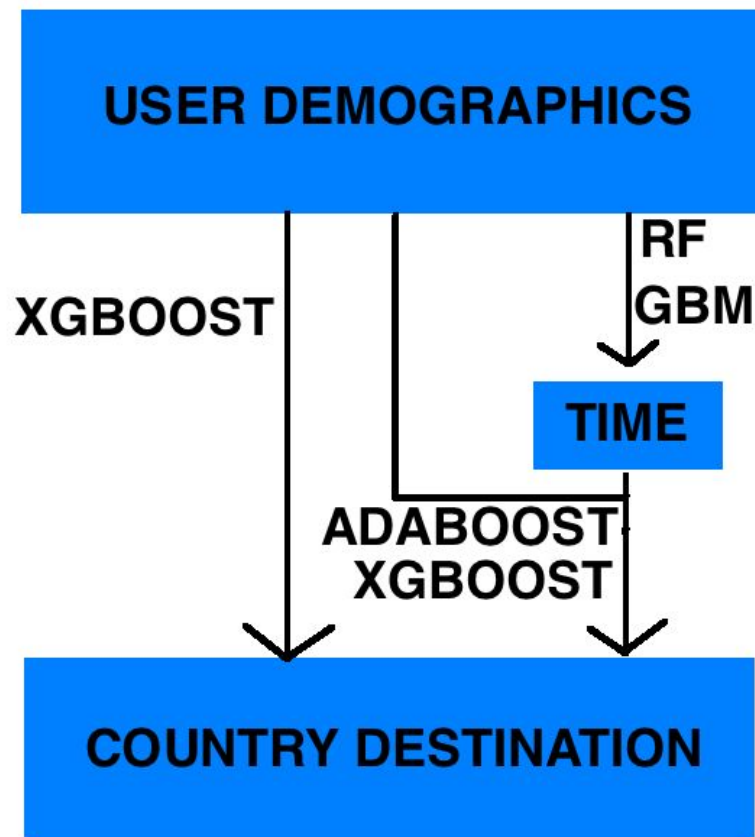 USER DEMOGRAPHICS
RF
XGBOOST
GBM
TIME
ADABOOST
XGBOOST
COUNTRY DESTINATION